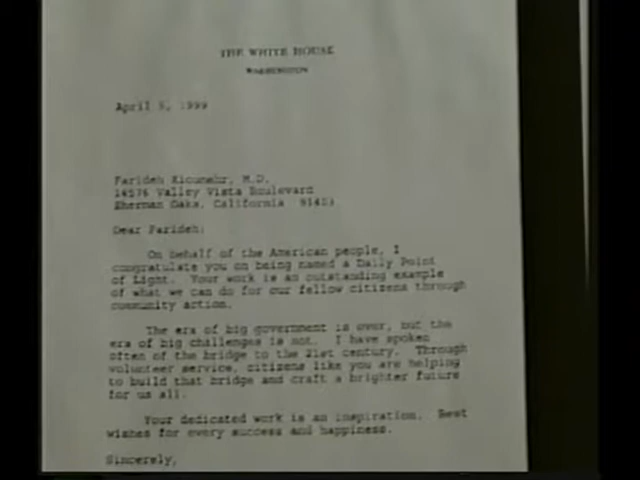 THE WHITE HOUSE
WASHINGTON
April 5, 1999
Farideh Kioumehr, M.D.
14576 Valley Vista Boulevard
Sherman Oaks, California 91403
Dear Farideh:
On behalf of the American people, I
congratulate you on being named a Daily Point
of Light. Your work is an outstanding example
of what we can do for our fellow citizens through
community action.
The era of big government is over, but the
era of big challenges is not. I have spoken
often of the bridge to the 21st century. Through
volunteer service, citizens like you are helping
to build that bridge and craft a brighter future
for us all.
Your dedicated work is an inspiration. Best
wishes for every success and happiness.
Sincerely,